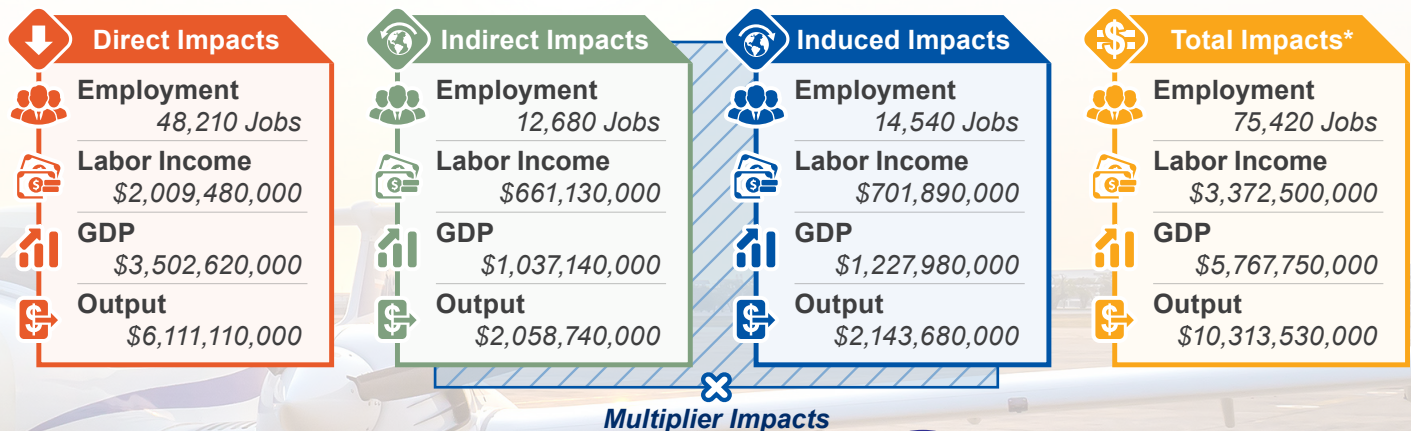 Direct Impacts
Employment
48,210 Jobs
Labor Income
$2,009,480,000
GDP
$3,502,620,000
Output
$6,111,110,000
Indirect Impacts
Employment
12,680 Jobs
Labor Income
$661,130,000
GDP
$1,037,140,000
Output
$2,058,740,000
Induced Impacts
Employment
14,540 Jobs
Labor Income
$701,890,000
GDP
$1,227,980,000
Output
$2,143,680,000
Total Impacts*
Employment
75,420 Jobs
Labor Income
$3,372,500,000
GDP
$5,767,750,000
Output
$10,313,530,000
Multiplier Impacts